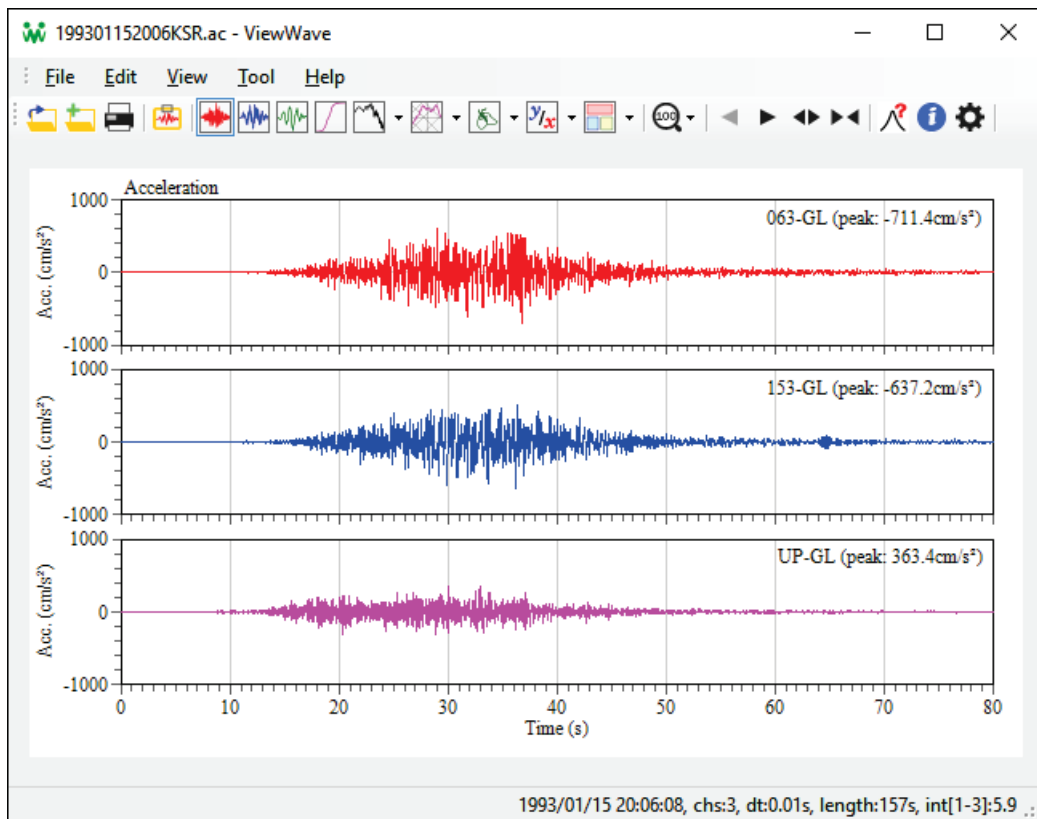 199301152006KSR.ac - ViewWave
File Edit View Tool Help
y/x 100 ? i
Acceleration
1000
063-GL (peak: -711.4cm/s²)
Acc. (cm/s²)
0
-1000
1000
153-GL (peak: -637.2cm/s²)
Acc. (cm/s²)
0
-1000
1000
UP-GL (peak: 363.4cm/s²)
Acc. (cm/s²)
0
-1000
0 10 20 30 40 50 60 70 80
Time (s)
1993/01/15 20:06:08, chs:3, dt:0.01s, length:157s, int[1-3]:5.9